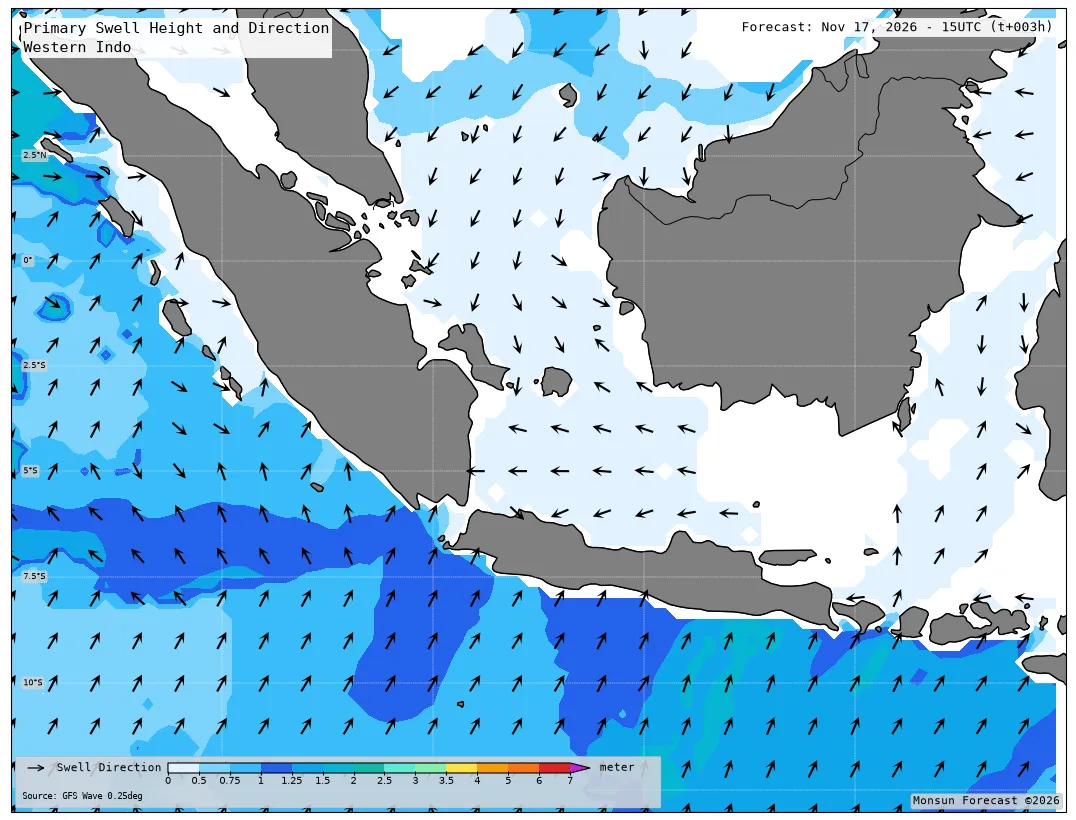 Primary Swell Height and Direction
Western Indo
Forecast: Nov 17, 2026 - 15UTC (t+003h)
2.5°N
0°
2.5°S
5°S
7.5°S
10°S
Swell Direction
meter
0 0.5 0.75 1 1.25 1.5 2 2.5 3 3.5 4 5 6 7
Source: GFS Wave 0.25deg
Monsun Forecast ©2026